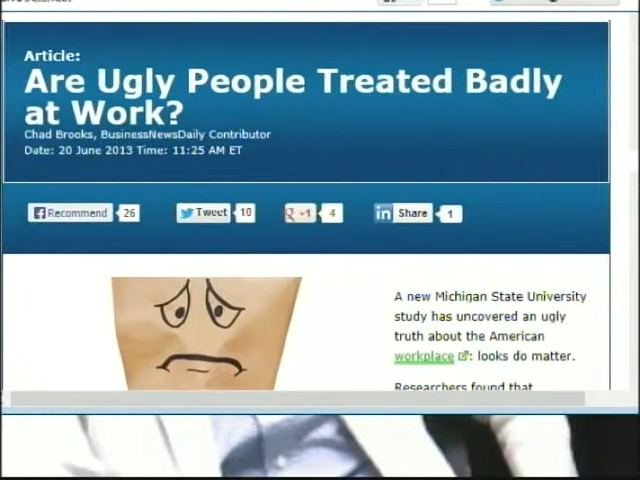 Article:
Are Ugly People Treated Badly
at Work?
Chad Brooks, BusinessNewsDaily Contributor
Date: 20 June 2013 Time: 11:25 AM ET
Recommend 26 Tweet 10 +1 4 in Share 1
A new Michigan State University
study has uncovered an ugly
truth about the American
workplace : looks do matter.
Researchers found that